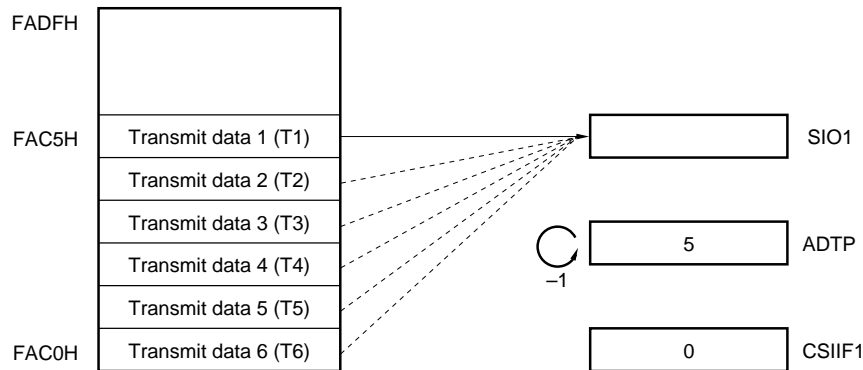 FADFH
FAC5H Transmit data 1 (T1) SIO1
Transmit data 2 (T2)
Transmit data 3 (T3)
5 ADTP
Transmit data 4 (T4)
–1
Transmit data 5 (T5)
FAC0H Transmit data 6 (T6) 0 CSIIF1